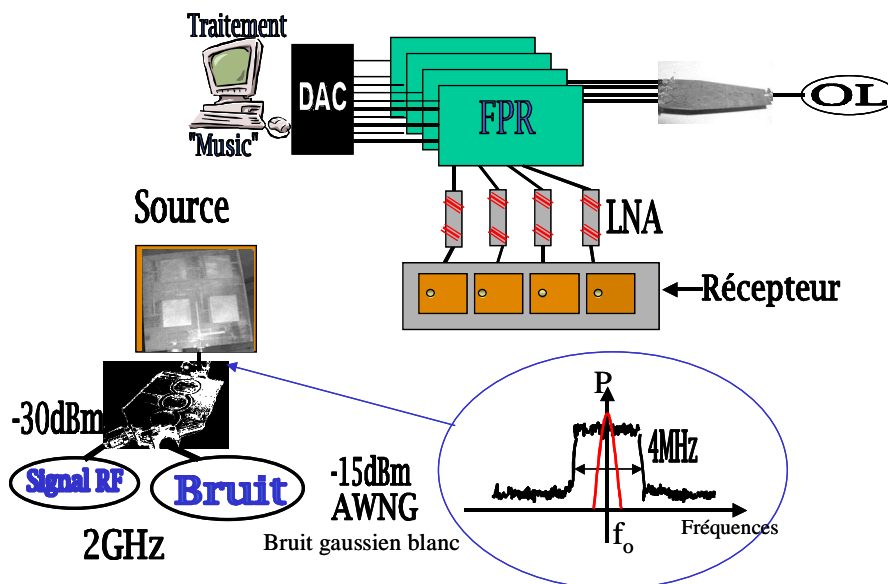 Traitement
DAC
FPR
OL
"Music"
LNA
Source
Récepteur
-30dBm
Signal RF
Bruit
2GHz
-15dBm
AWNG
Bruit gaussien blanc
P
4MHz
fo
Fréquences